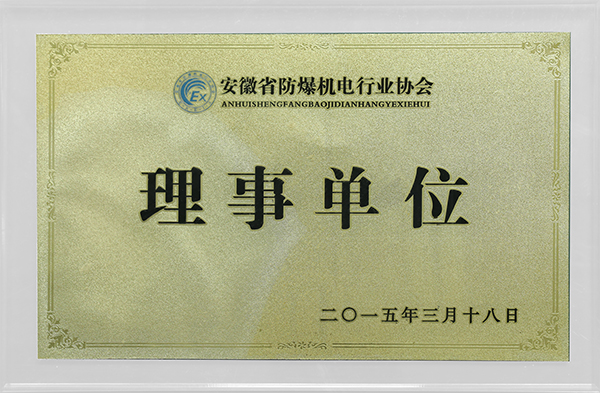 Ex 安徽省防爆机电行业协会
ANHUISHENGFANGBAOJIDIANHANGYEXIEHUI
理事单位
二〇一五年三月十八日